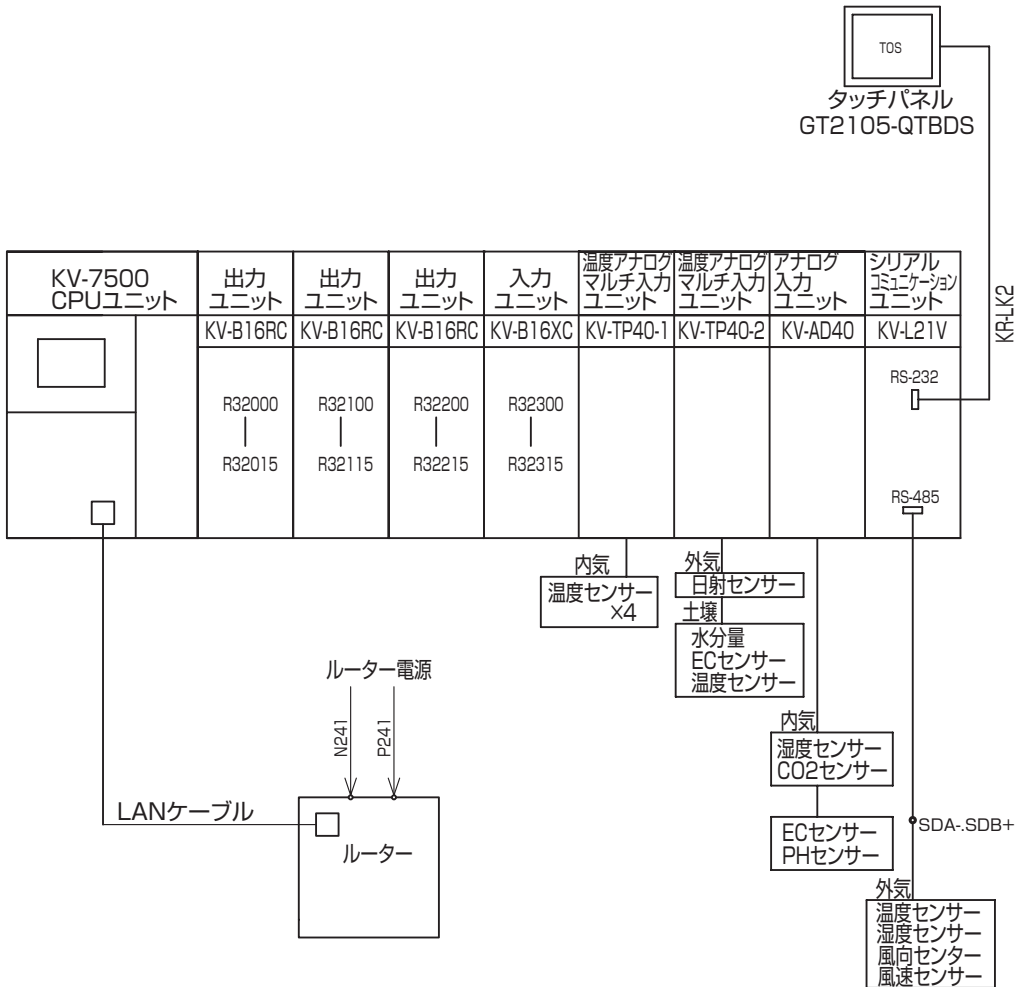 TOS
タッチパネル
GT2105-QTBDS
KV-7500
CPUユニット
出力
ユニット
KV-B16RC
R32000
R32015
出力
ユニット
KV-B16RC
R32100
R32115
出力
ユニット
KV-B16RC
R32200
R32215
入力
ユニット
KV-B16XC
R32300
R32315
温度アナログ
マルチ入力
ユニット
KV-TP40-1
温度アナログ
マルチ入力
ユニット
KV-TP40-2
アナログ
入力
ユニット
KV-AD40
シリアル
コミュニケーション
ユニット
KV-L21V
RS-232
RS-485
KR-LK2
内気
温度センサー
×4
外気
日射センサー
土壌
水分量
ECセンサー
温度センサー
内気
湿度センサー
CO2センサー
ECセンサー
PHセンサー
SDA-.SDB+
外気
温度センサー
湿度センサー
風向センター
風速センサー
ルーター電源
N241
P241
LANケーブル
ルーター